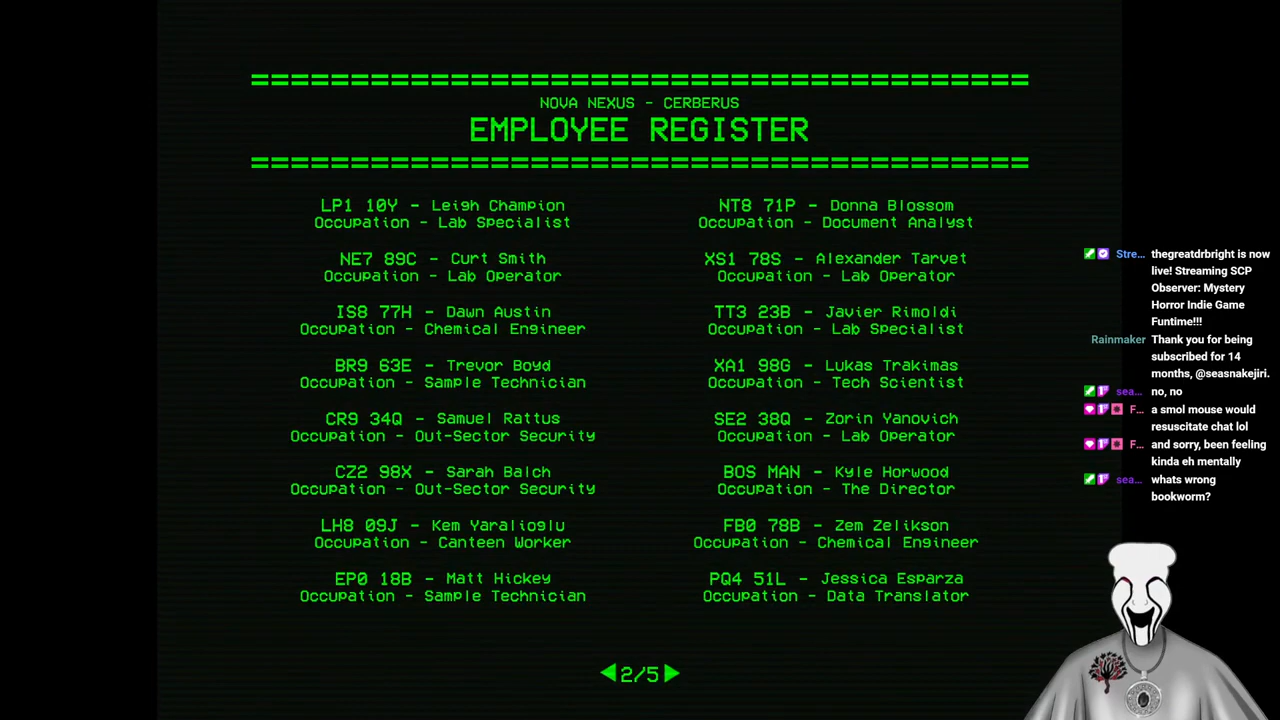 ========================================
NOVA NEXUS - CERBERUS
EMPLOYEE REGISTER
========================================
LP1 10Y - Leigh Champion
Occupation - Lab Specialist
NE7 89C - Curt Smith
Occupation - Lab Operator
IS8 77H - Dawn Austin
Occupation - Chemical Engineer
BR9 63E - Trevor Boyd
Occupation - Sample Technician
CR9 34Q - Samuel Rattus
Occupation - Out-Sector Security
CZ2 98X - Sarah Balch
Occupation - Out-Sector Security
LH8 09J - Kem Yaralioglu
Occupation - Canteen Worker
EP0 18B - Matt Hickey
Occupation - Sample Technician
NT8 71P - Donna Blossom
Occupation - Document Analyst
XS1 78S - Alexander Tarvet
Occupation - Lab Operator
TT3 23B - Javier Rimoldi
Occupation - Lab Specialist
XA1 98G - Lukas Trakimas
Occupation - Tech Scientist
SE2 38Q - Zorin Yanovich
Occupation - Lab Operator
BOS MAN - Kyle Horwood
Occupation - The Director
FB0 78B - Zem Zelikson
Occupation - Chemical Engineer
PQ4 51L - Jessica Esparza
Occupation - Data Translator
2/5
Stre... thegreatdrbright is now
live! Streaming SCP
Observer: Mystery
Horror Indie Game
Funtime!!!
Rainmaker Thank you for being
subscribed for 14
months, @seasnakejiri.
sea... no, no
F... a smol mouse would
resuscitate chat lol
F... and sorry, been feeling
kinda eh mentally
sea... whats wrong
bookworm?